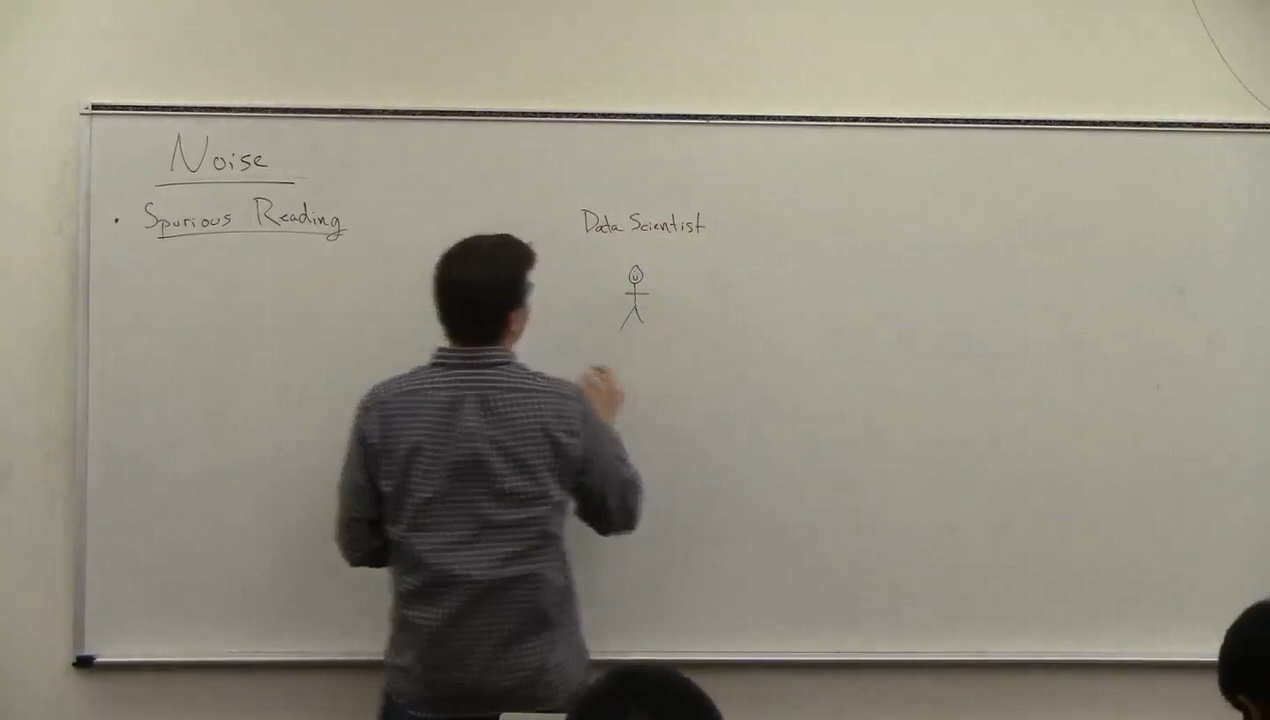 Noise
• Spurious Reading
Data Scientist